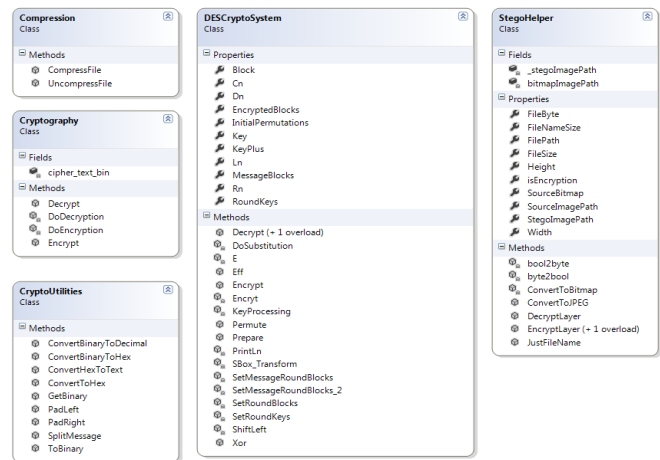 Compression
Class
Methods
CompressFile
UncompressFile
Cryptography
Class
Fields
cipher_text_bin
Methods
Decrypt
DoDecryption
DoEncryption
Encrypt
CryptoUtilities
Class
Methods
ConvertBinaryToDecimal
ConvertBinaryToHex
ConvertHexToText
ConvertToHex
GetBinary
PadLeft
PadRight
SplitMessage
ToBinary
DESCryptoSystem
Class
Properties
Block
Cn
Dn
EncryptedBlocks
InitialPermutations
Key
KeyPlus
Ln
MessageBlocks
Rn
RoundKeys
Methods
Decrypt (+ 1 overload)
DoSubstitution
E
Eff
Encrypt
Encryt
KeyProcessing
Permute
Prepare
PrintLn
SBox_Transform
SetMessageRoundBlocks
SetMessageRoundBlocks_2
SetRoundBlocks
SetRoundKeys
ShiftLeft
Xor
StegoHelper
Class
Fields
_stegoImagePath
bitmapImagePath
Properties
FileByte
FileNameSize
FilePath
FileSize
Height
isEncryption
SourceBitmap
SourceImagePath
StegoImagePath
Width
Methods
bool2byte
byte2bool
ConvertToBitmap
ConvertToJPEG
DecryptLayer
EncryptLayer (+ 1 overload)
JustFileName